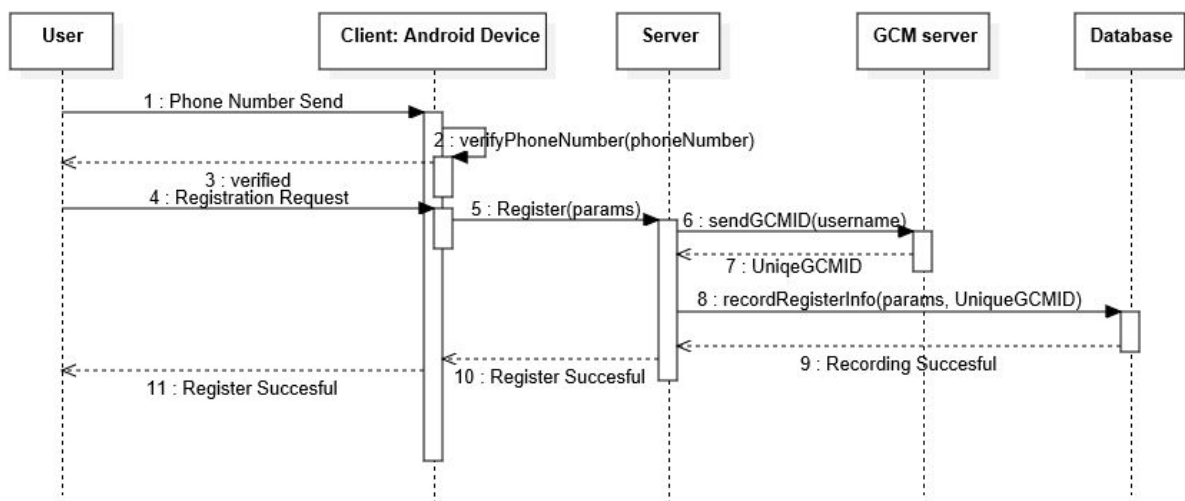 User
Client: Android Device
Server
GCM server
Database
1 : Phone Number Send
2 : verifyPhoneNumber(phoneNumber)
3 : verified
4 : Registration Request
5 : Register(params)
6 : sendGCMID(username)
7 : UniqeGCMID
8 : recordRegisterInfo(params, UniqueGCMID)
9 : Recording Succesful
10 : Register Succesful
11 : Register Succesful